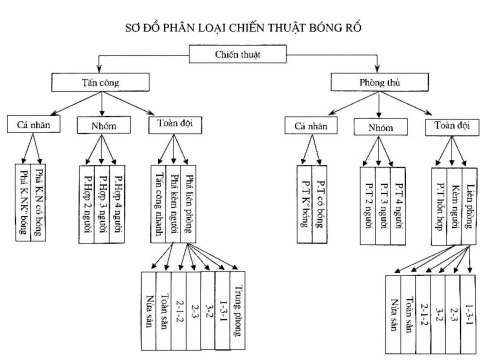 SƠ ĐỒ PHÂN LOẠI CHIẾN THUẬT BÓNG RỔ
Chiến thuật
Tấn công
Phòng thủ
Cá nhân
Nhóm
Toàn đội
Cá nhân
Nhóm
Toàn đội
Phá K.N có bóng
Phá K.NK° bóng
P.Hợp 4 người
P.Hợp 3 người
P.Hợp 2 người
Phá liên phòng
Phá kèm người
Tấn công nhanh
P.T có bóng
P.T K° bóng
P.T 4 người
P.T 3 người
P.T 2 người
Liên phòng
Kèm người
P.T hỗn hợp
Trung phong
1-3-1
3-2
2-3
2-1-2
Toàn sân
Nửa sân
1-3-1
2-3
3-2
2-1-2
Toàn sân
Nửa sân